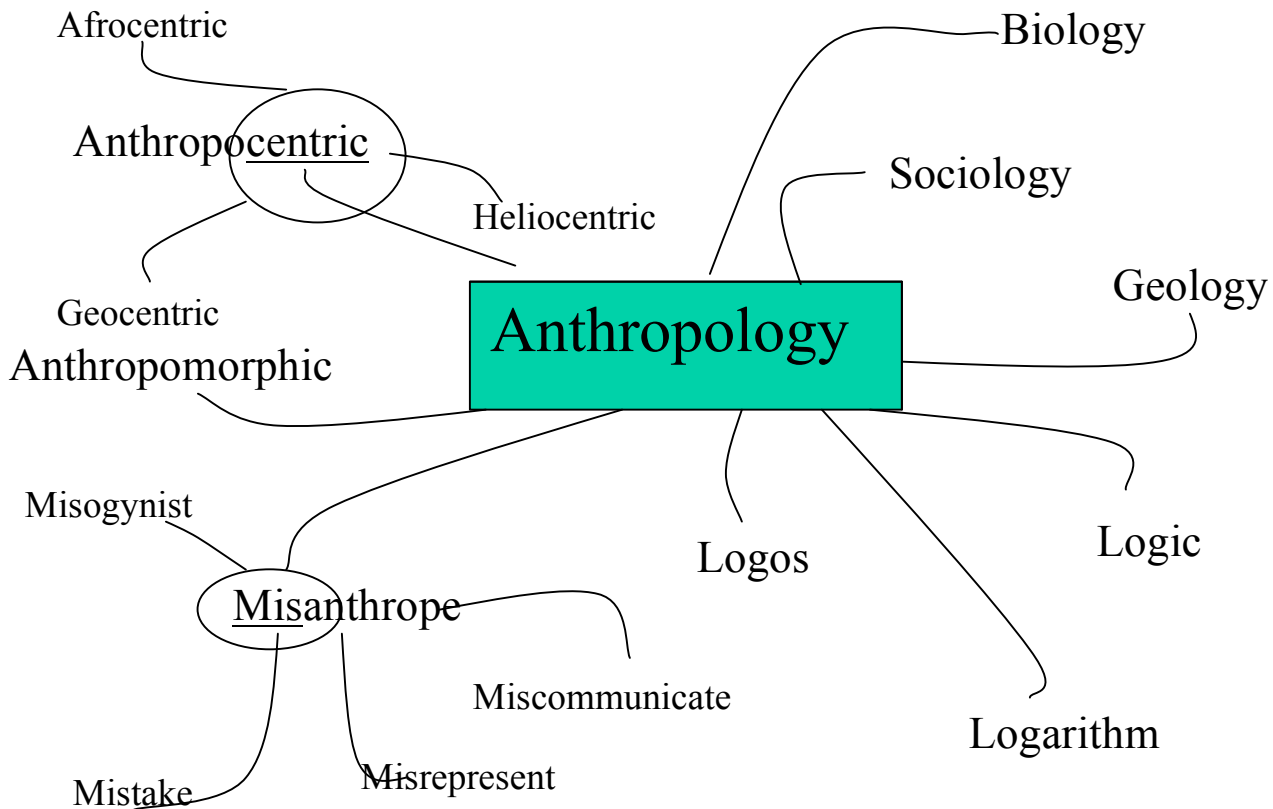 Afrocentric
Biology
Anthropocentric
Sociology
Heliocentric
Geology
Geocentric
Anthropology
Anthropomorphic
Misogynist
Logos
Logic
Misanthrope
Miscommunicate
Logarithm
Misrepresent
Mistake